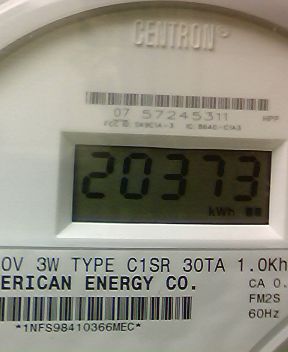 CENTRON
07 57245311 HPP
20373
kWh
0V 3W TYPE C1SR 30TA 1.0Kh
ERICAN ENERGY CO.
CA 0.
FM2S
60Hz
*1NFS98410366MEC*